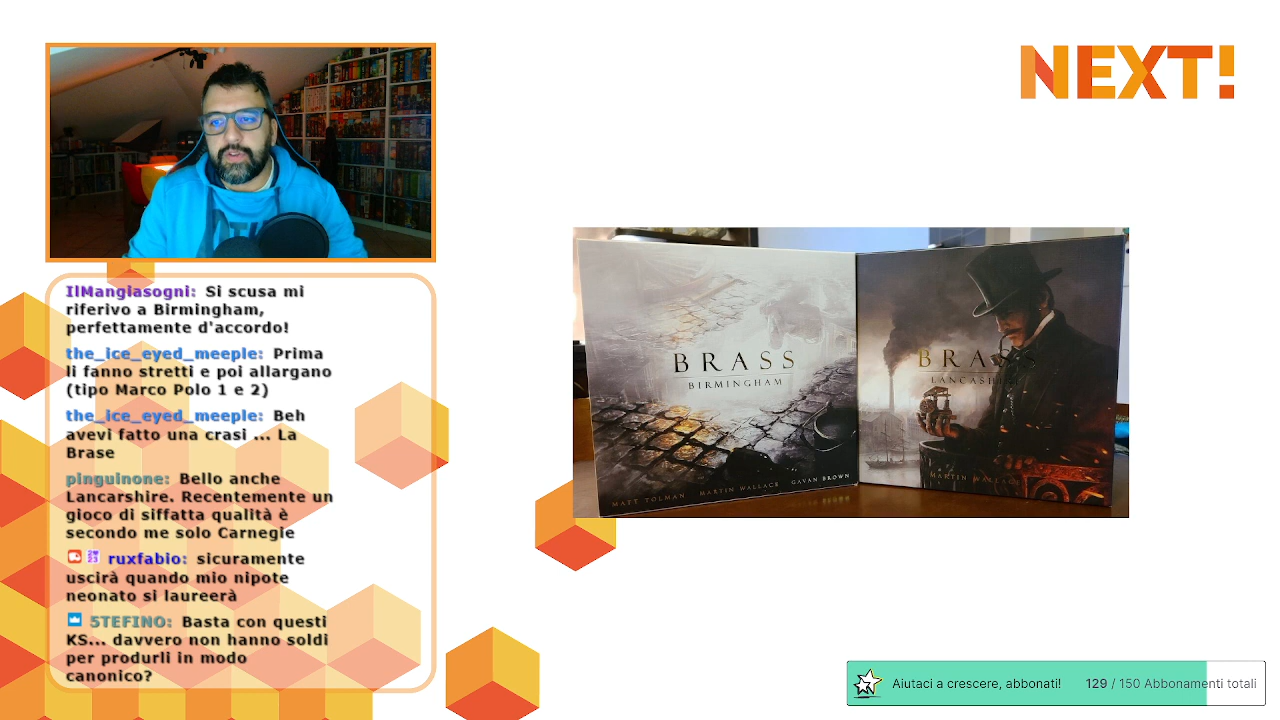 NEXT!
IlMangiasogni: Si scusa mi
riferivo a Birmingham,
perfettamente d'accordo!
the_ice_eyed_meeple: Prima
li fanno stretti e poi allargano
(tipo Marco Polo 1 e 2)
the_ice_eyed_meeple: Beh
avevi fatto una crasi ... La
Brase
pinguinone: Bello anche
Lancarshire. Recentemente un
gioco di siffatta qualità è
secondo me solo Carnegie
ruxfabio: sicuramente
uscirà quando mio nipote
neonato si laureerà
5TEFINO: Basta con questi
KS... davvero non hanno soldi
per produrli in modo
canonico?
BRASS
BIRMINGHAM
MATT TOLMAN MARTIN WALLACE GAVAN BROWN
BRASS
LANCASHIRE
MARTIN WALLACE
Aiutaci a crescere, abbonati! 129 / 150 Abbonamenti totali